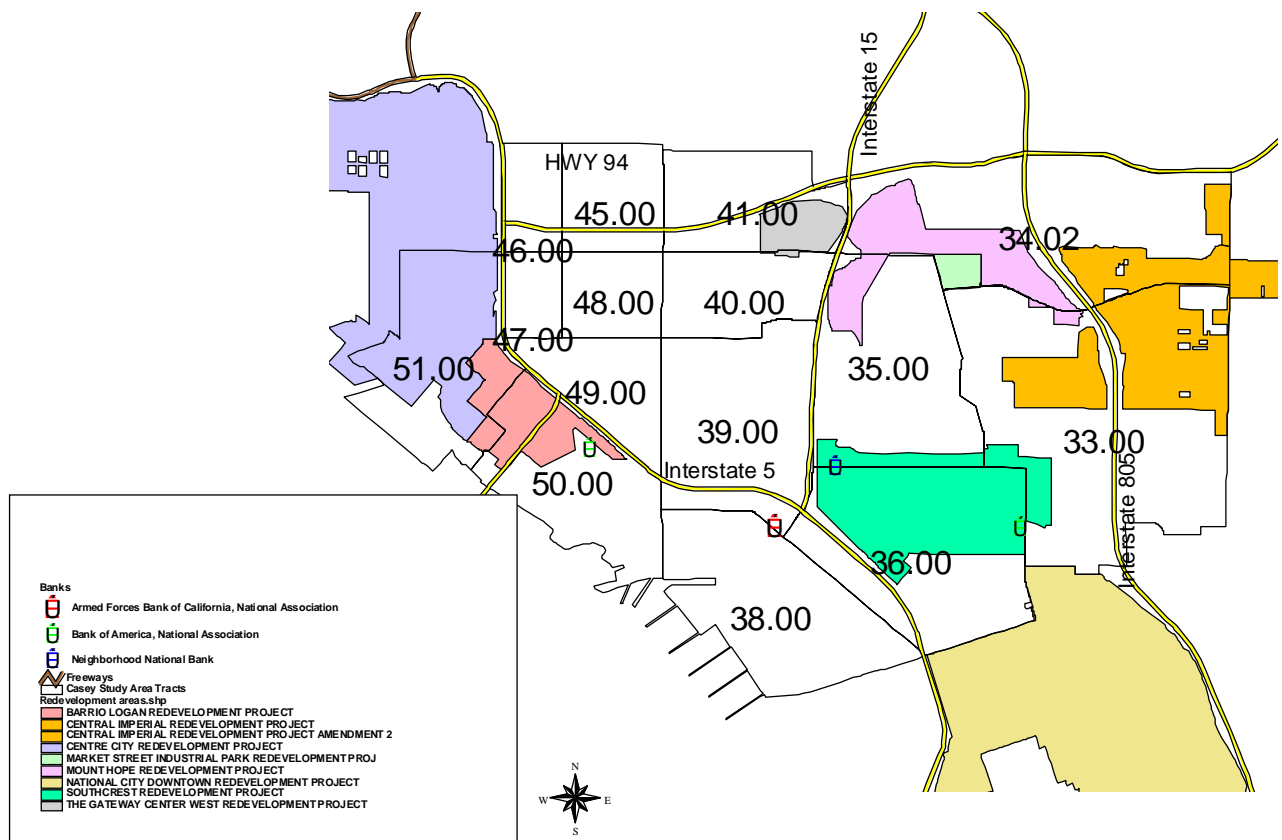 Interstate 15
HWY 94
45.00
41.00
34.02
46.00
48.00
40.00
47.00
51.00
35.00
49.00
39.00
33.00
Interstate 5
50.00
Interstate 805
36.00
38.00
Banks
Armed Forces Bank of California, National Association
Bank of America, National Association
Neighborhood National Bank
Freeways
Casey Study Area Tracts
Redevelopment areas.shp
BARRIO LOGAN REDEVELOPMENT PROJECT
CENTRAL IMPERIAL REDEVELOPMENT PROJECT
CENTRAL IMPERIAL REDEVELOPMENT PROJECT AMENDMENT 2
CENTRE CITY REDEVELOPMENT PROJECT
MARKET STREET INDUSTRIAL PARK REDEVELOPMENT PROJ
MOUNT HOPE REDEVELOPMENT PROJECT
NATIONAL CITY DOWNTOWN REDEVELOPMENT PROJECT
SOUTHCREST REDEVELOPMENT PROJECT
THE GATEWAY CENTER WEST REDEVELOPMENT PROJECT
N
W E
S